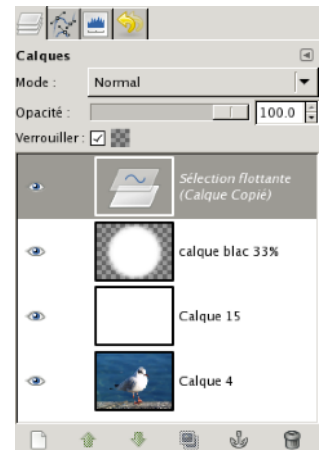 Calques
Mode :
Normal
Opacité :
100.0
Verrouiller :
Sélection flottante
(Calque Copié)
calque blac 33%
Calque 15
Calque 4